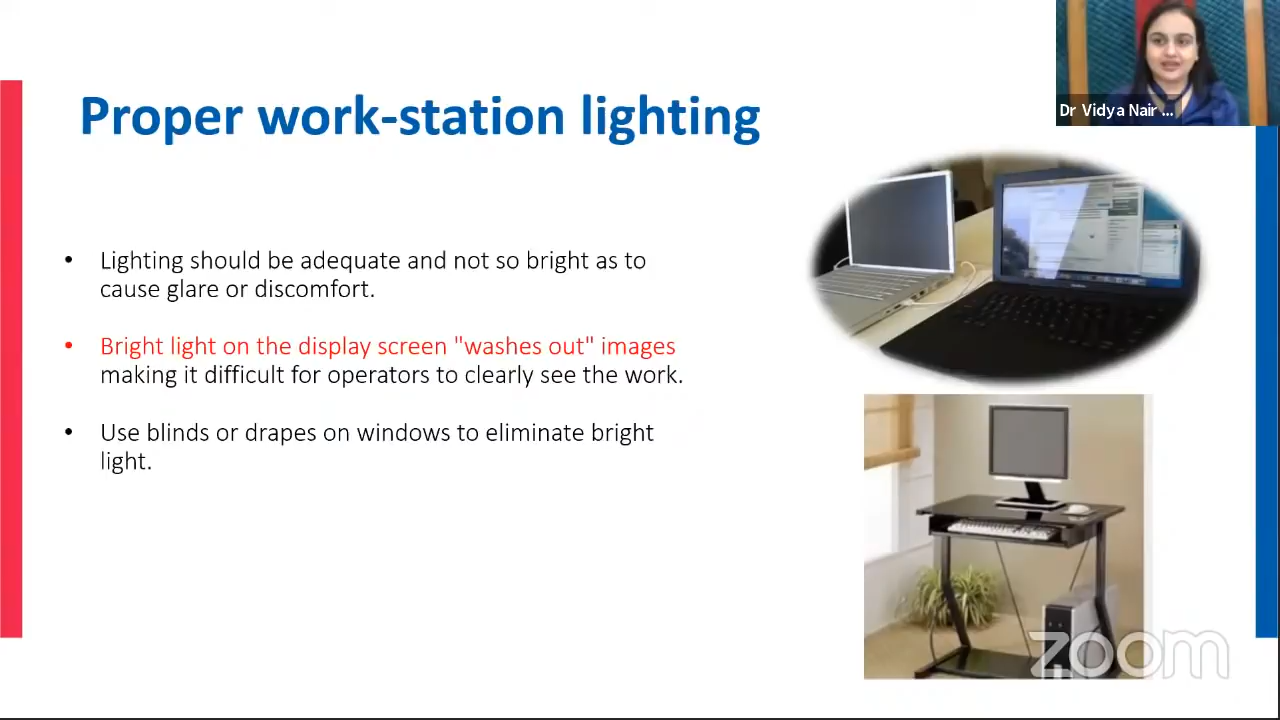 Proper work-station lighting
Dr Vidya Nair ...
• Lighting should be adequate and not so bright as to
cause glare or discomfort.
• Bright light on the display screen "washes out" images
making it difficult for operators to clearly see the work.
• Use blinds or drapes on windows to eliminate bright
light.
zoom